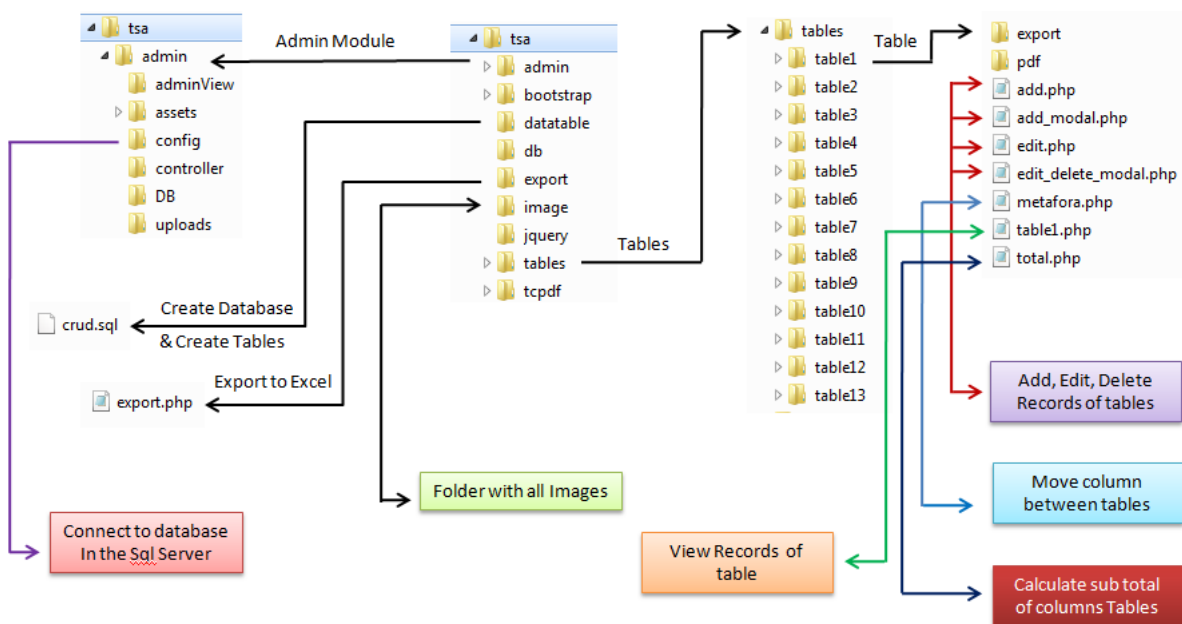 tsa
admin
adminView
assets
config
controller
DB
uploads
Admin Module
tsa
admin
bootstrap
datatable
db
export
image
jquery
tables
tcpdf
Tables
tables
table1
table2
table3
table4
table5
table6
table7
table8
table9
table10
table11
table12
table13
Table
export
pdf
add.php
add_modal.php
edit.php
edit_delete_modal.php
metafora.php
table1.php
total.php
crud.sql
Create Database
& Create Tables
export.php
Export to Excel
Connect to database
In the Sql Server
Folder with all Images
View Records of
table
Add, Edit, Delete
Records of tables
Move column
between tables
Calculate sub total
of columns Tables